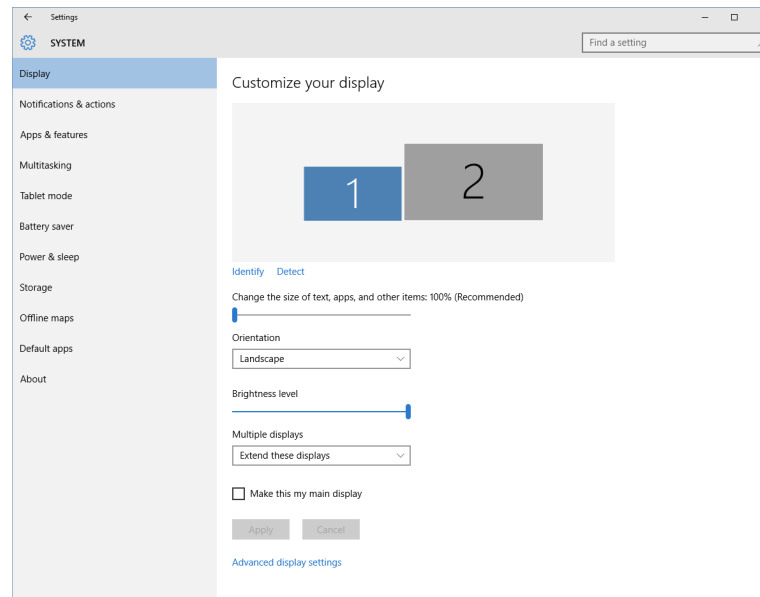 Settings
SYSTEM
Find a setting
Display
Notifications & actions
Apps & features
Multitasking
Tablet mode
Battery saver
Power & sleep
Storage
Offline maps
Default apps
About
Customize your display
1
2
Identify Detect
Change the size of text, apps, and other items: 100% (Recommended)
Orientation
Landscape
Brightness level
Multiple displays
Extend these displays
Make this my main display
Apply Cancel
Advanced display settings